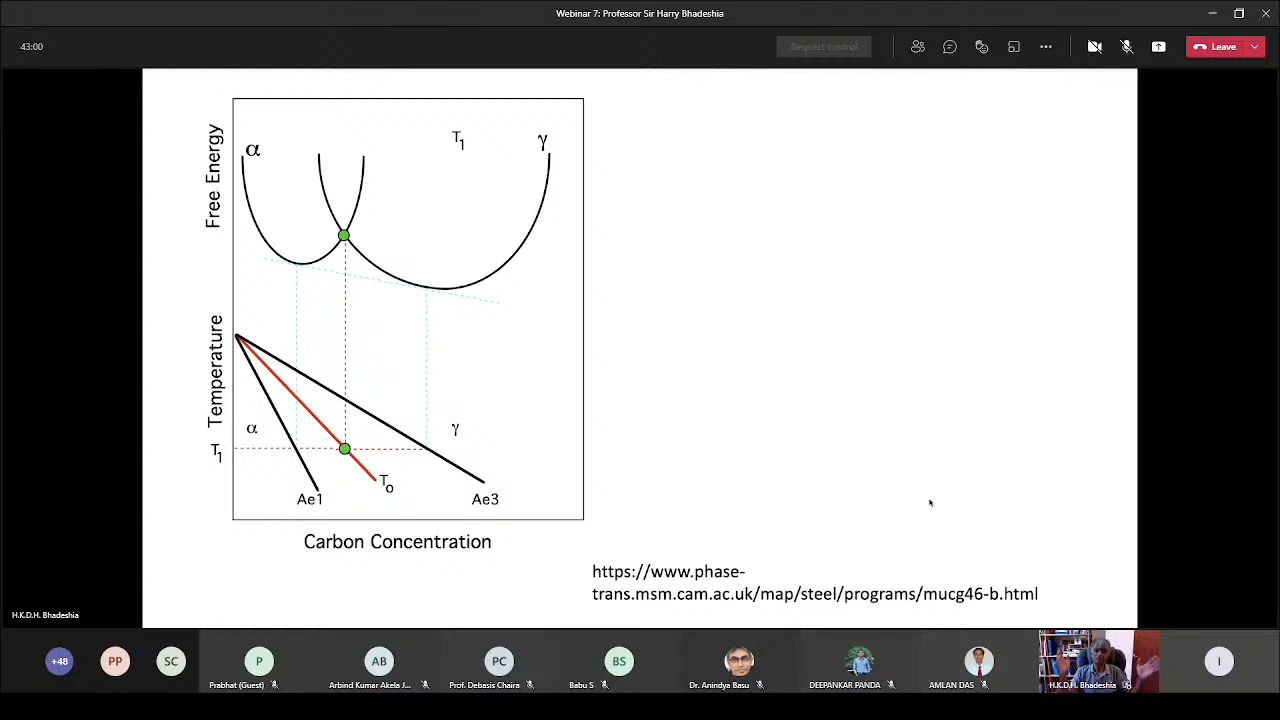 Webinar 7: Professor Sir Harry Bhadeshia
43:00
Request control
Leave
Free Energy
α
T1
γ
Temperature
α
γ
T1
To
Ae1
Ae3
Carbon Concentration
https://www.phase-
trans.msm.cam.ac.uk/map/steel/programs/mucg46-b.html
H.K.D.H. Bhadeshia
+48
PP
SC
P
AB
PC
BS
I
Prabhat (Guest)
Arbind Kumar Akela J...
Prof. Debasis Chaira
Babu S
Dr. Anindya Basu
DEEPANKAR PANDA
AMLAN DAS
H.K.D.H. Bhadeshia